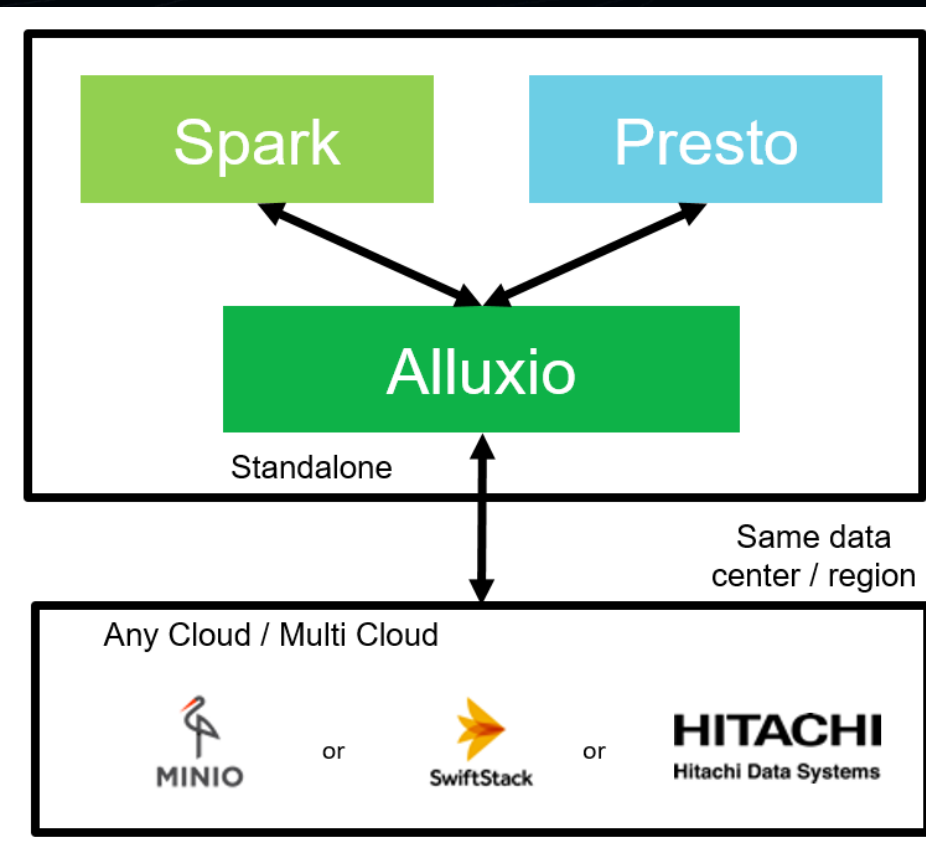 Spark
Presto
Alluxio
Standalone
Same data
center / region
Any Cloud / Multi Cloud
MINIO
or
SwiftStack
or
HITACHI
Hitachi Data Systems